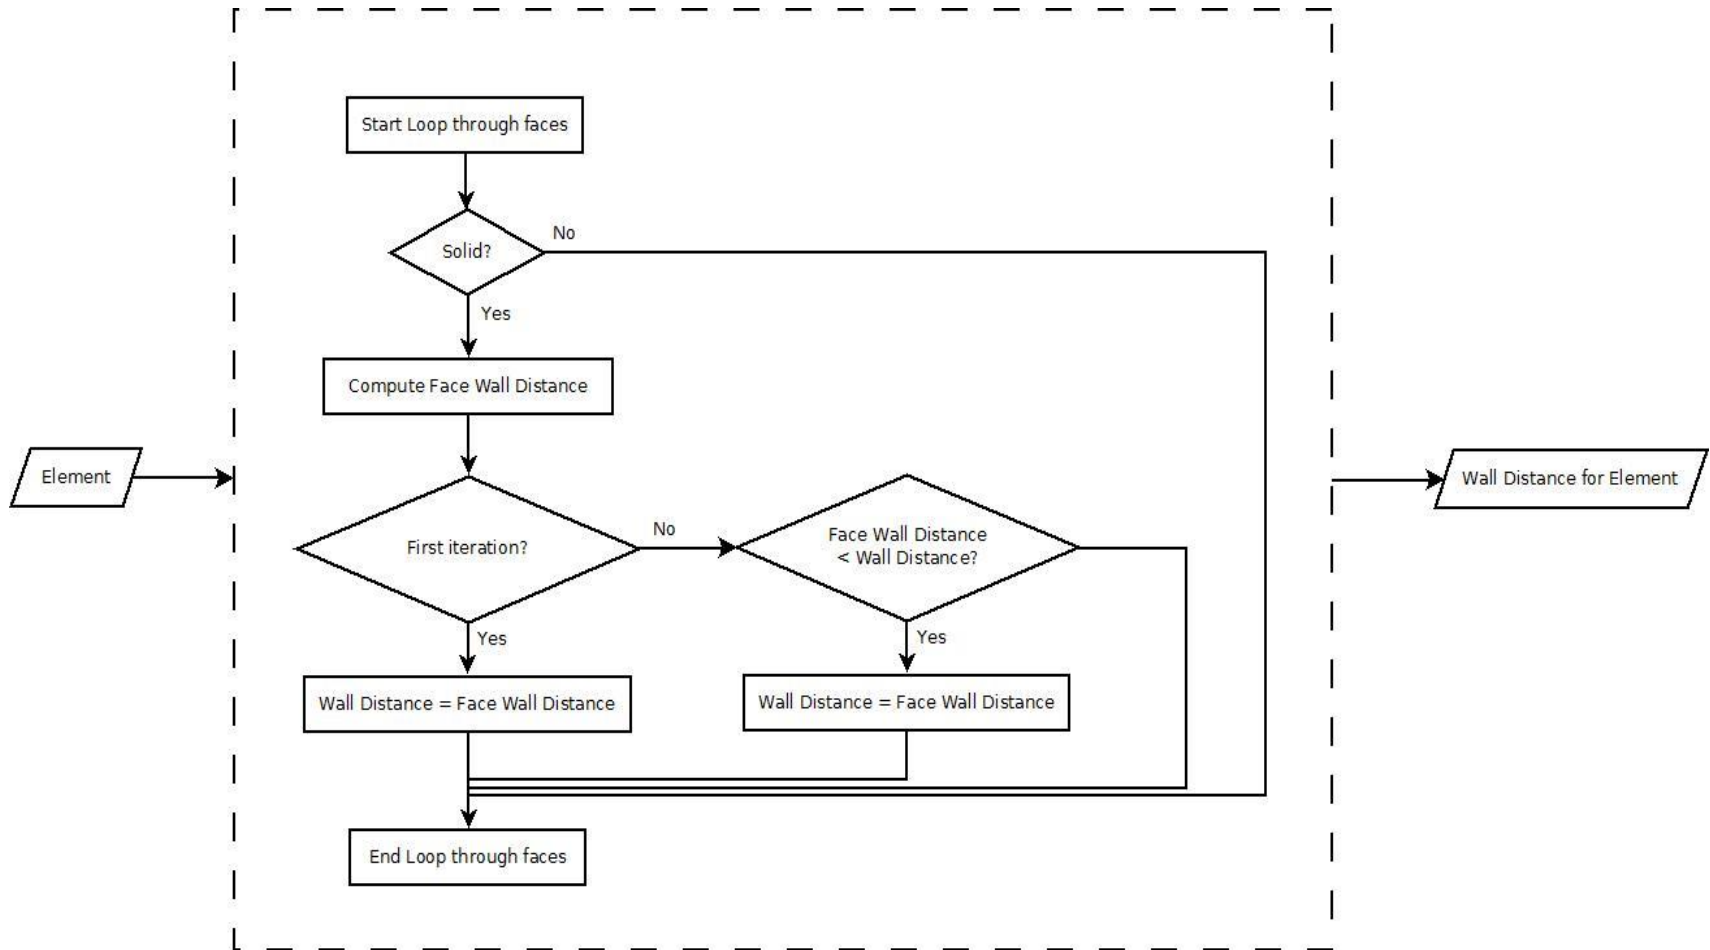 Start Loop through faces
Solid?
No
Yes
Compute Face Wall Distance
Element
First iteration?
No
Face Wall Distance
< Wall Distance?
Wall Distance for Element
Yes
Yes
Wall Distance = Face Wall Distance
Wall Distance = Face Wall Distance
End Loop through faces